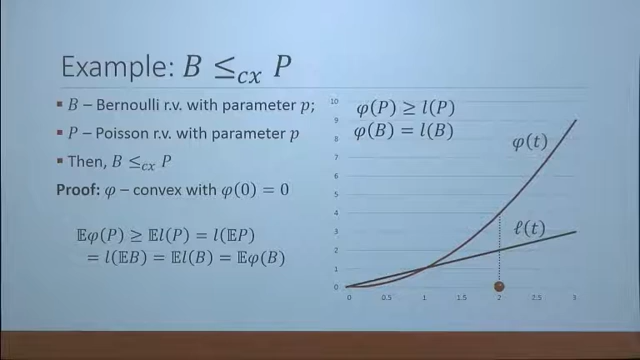 Example: B ≤cx P
▪ B – Bernoulli r.v. with parameter p;
▪ P – Poisson r.v. with parameter p
▪ Then, B ≤cx P
Proof: φ – convex with φ(0) = 0
𝔼φ(P) ≥ 𝔼l(P) = l(𝔼P)
= l(𝔼B) = 𝔼l(B) = 𝔼φ(B)
φ(P) ≥ l(P)
φ(B) = l(B)
φ(t)
ℓ(t)
10
9
8
7
6
5
4
3
2
1
0
0 0.5 1 1.5 2 2.5 3